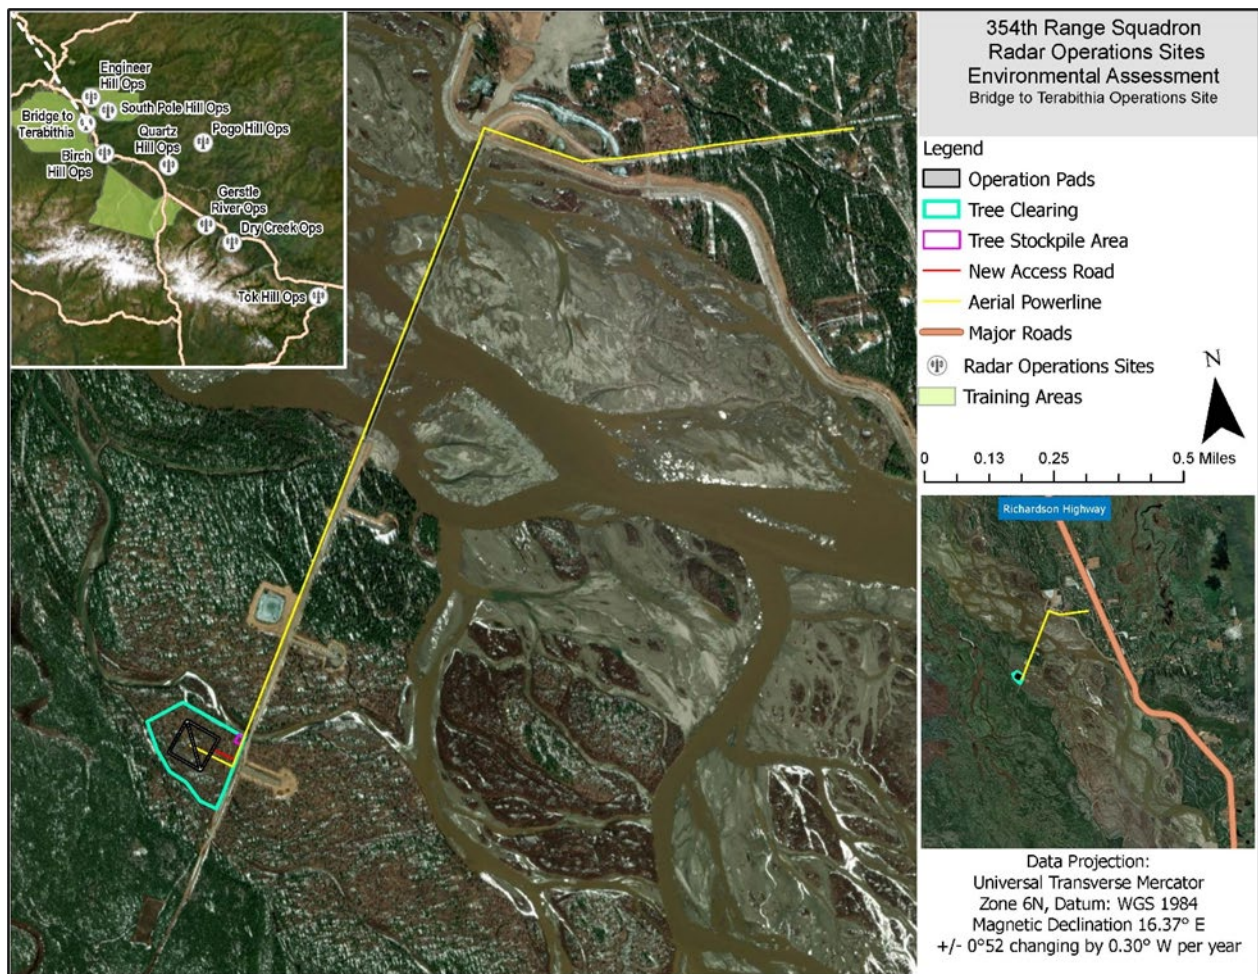 Engineer
Hill Ops
South Pole Hill Ops
Bridge to
Terabithia
Pogo Hill Ops
Quartz
Hill Ops
Birch
Hill Ops
Gerstle
River Ops
Dry Creek Ops
Tok Hill Ops
354th Range Squadron
Radar Operations Sites
Environmental Assessment
Bridge to Terabithia Operations Site
Legend
Operation Pads
Tree Clearing
Tree Stockpile Area
New Access Road
Aerial Powerline
Major Roads
Radar Operations Sites
Training Areas
N
0 0.13 0.25 0.5 Miles
Richardson Highway
Data Projection:
Universal Transverse Mercator
Zone 6N, Datum: WGS 1984
Magnetic Declination 16.37° E
+/- 0°52 changing by 0.30° W per year